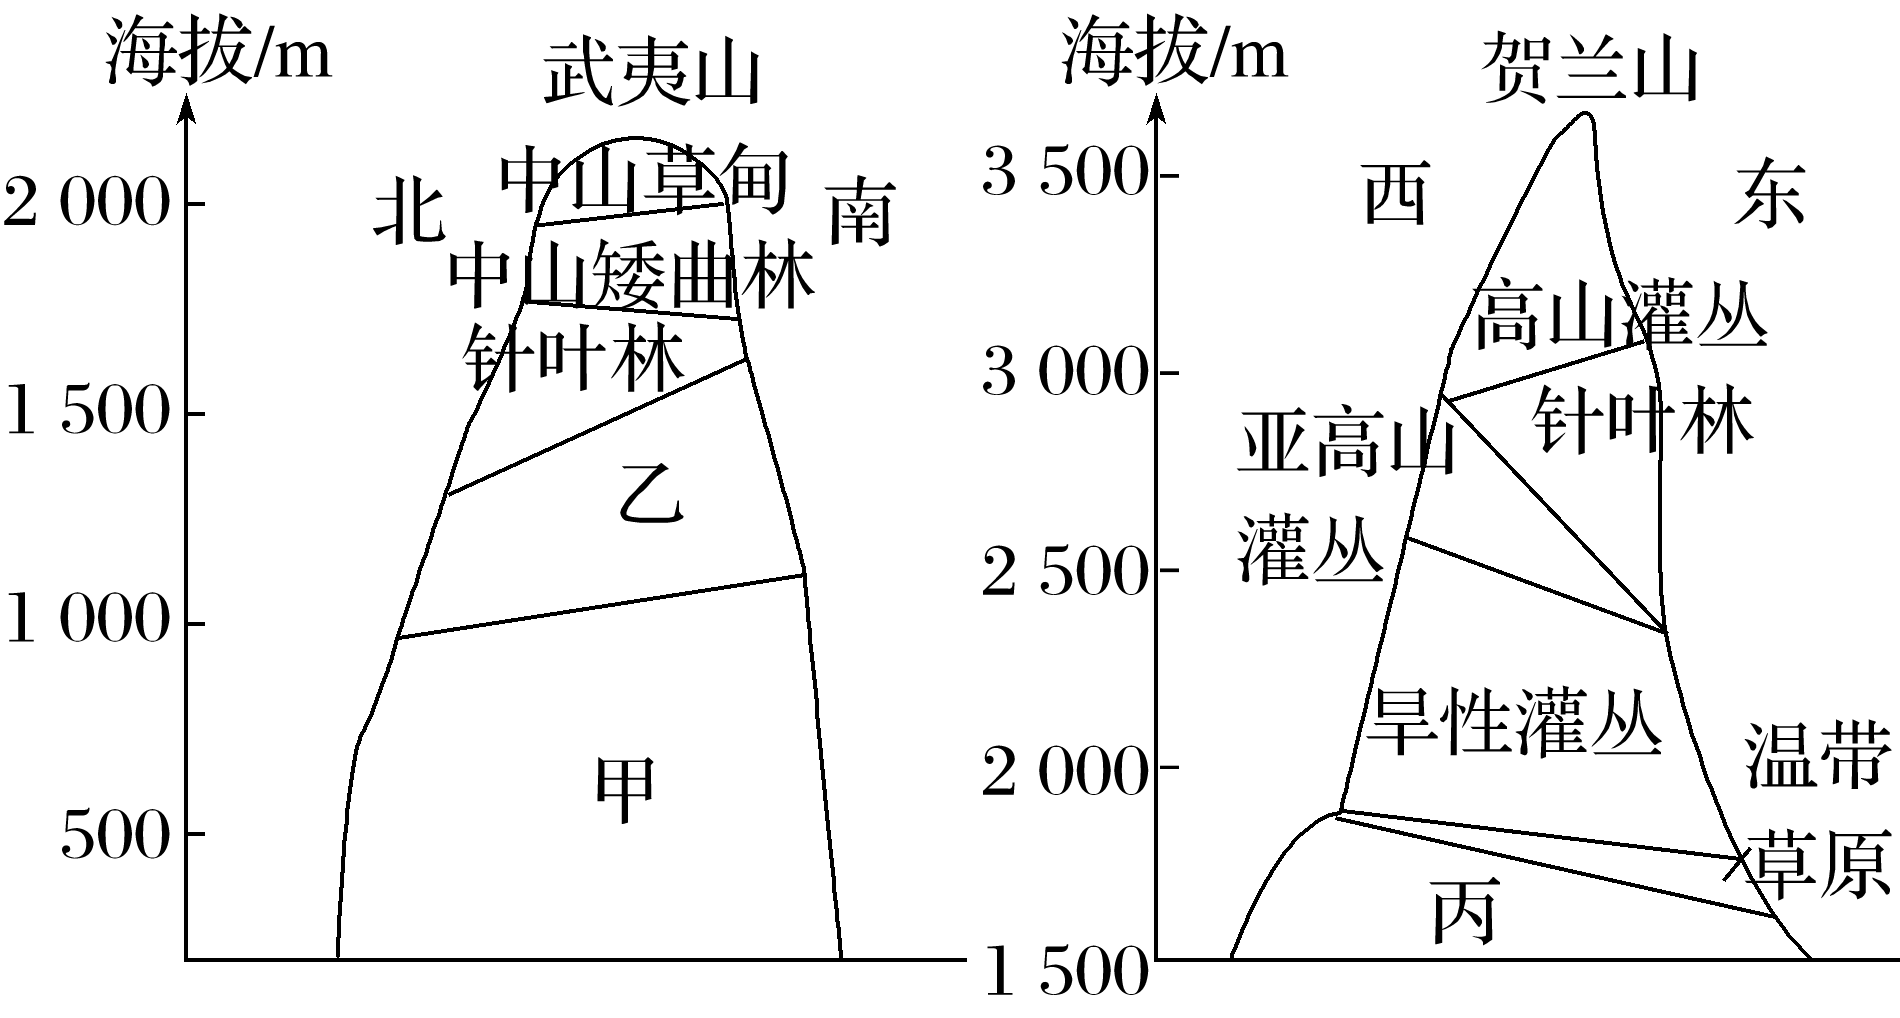 海拔/m
武夷山
2 000
1 500
1 000
500
北
南
中山草甸
中山矮曲林
针叶林
乙
甲
海拔/m
贺兰山
3 500
3 000
2 500
2 000
1 500
西
东
高山灌丛
针叶林
亚高山
灌丛
旱性灌丛
温带
草原
丙